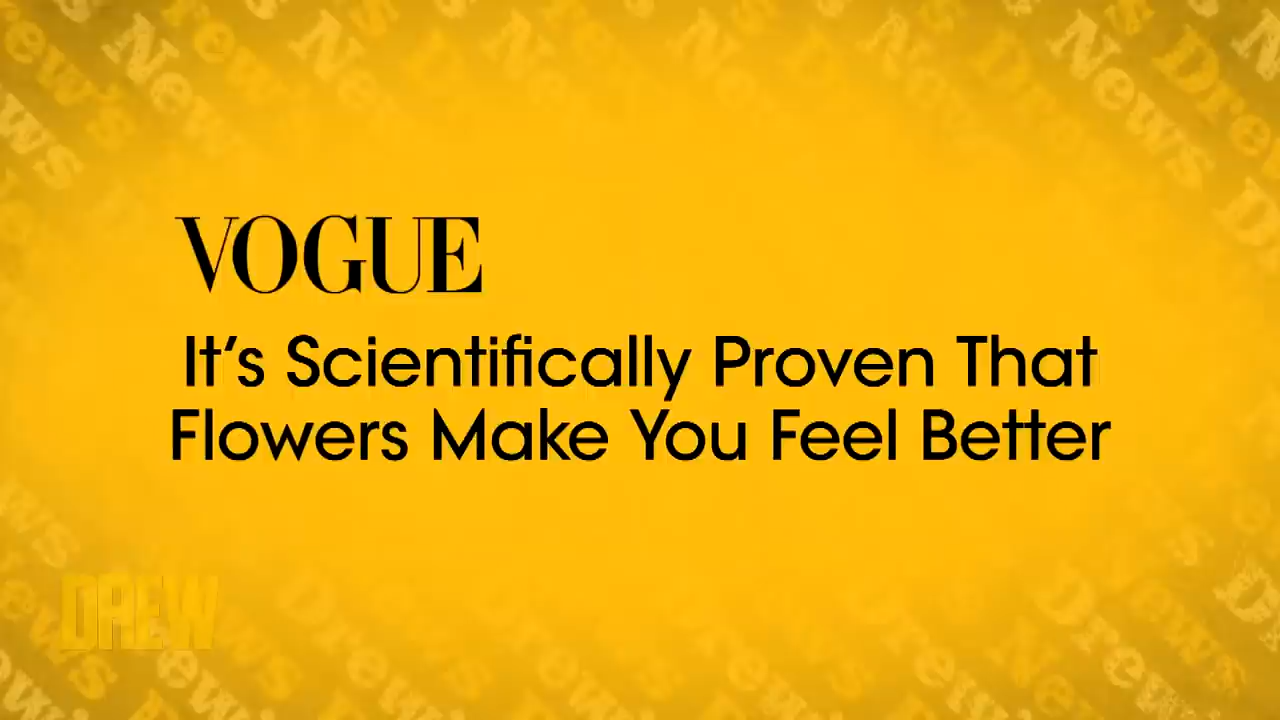 VOGUE
It's Scientifically Proven That
Flowers Make You Feel Better
DREW